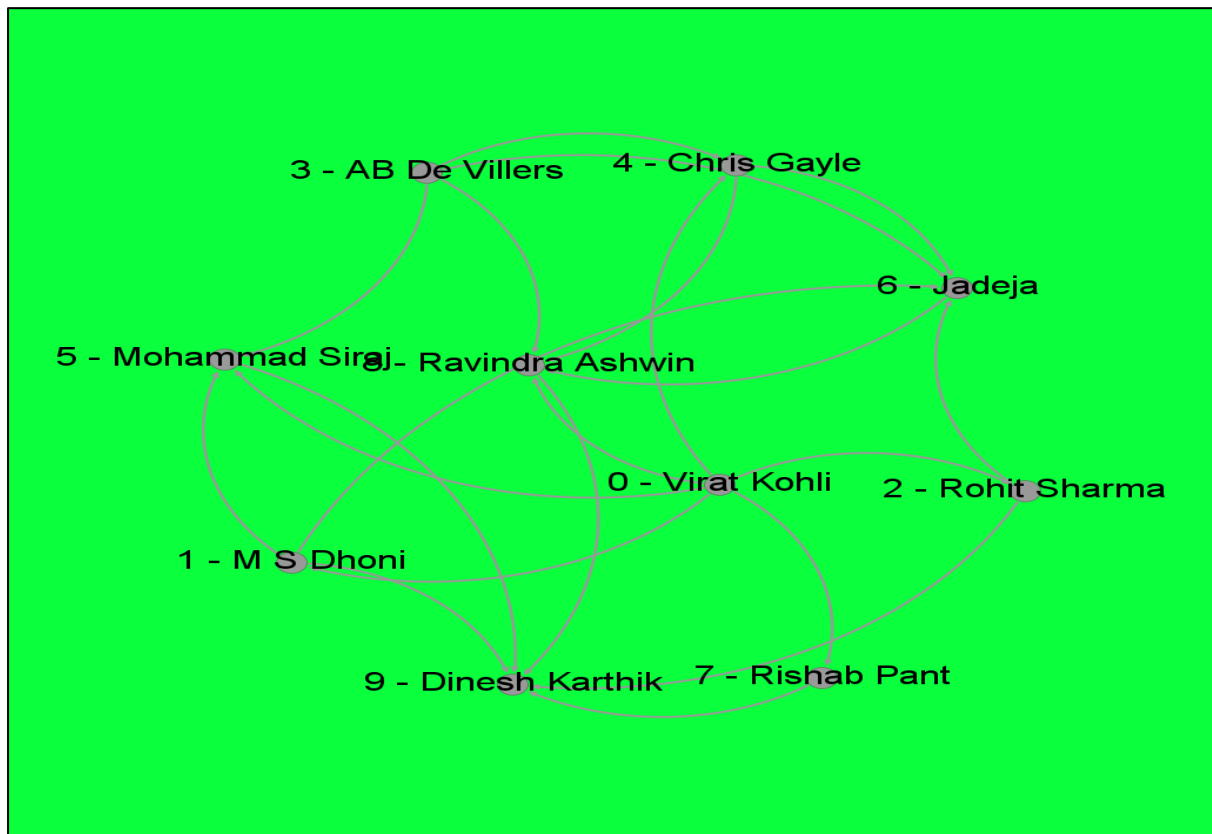 3 - AB De Villers
4 - Chris Gayle
6 - Jadeja
5 - Mohammad Siraj
8 - Ravindra Ashwin
0 - Virat Kohli
2 - Rohit Sharma
1 - M S Dhoni
9 - Dinesh Karthik
7 - Rishab Pant